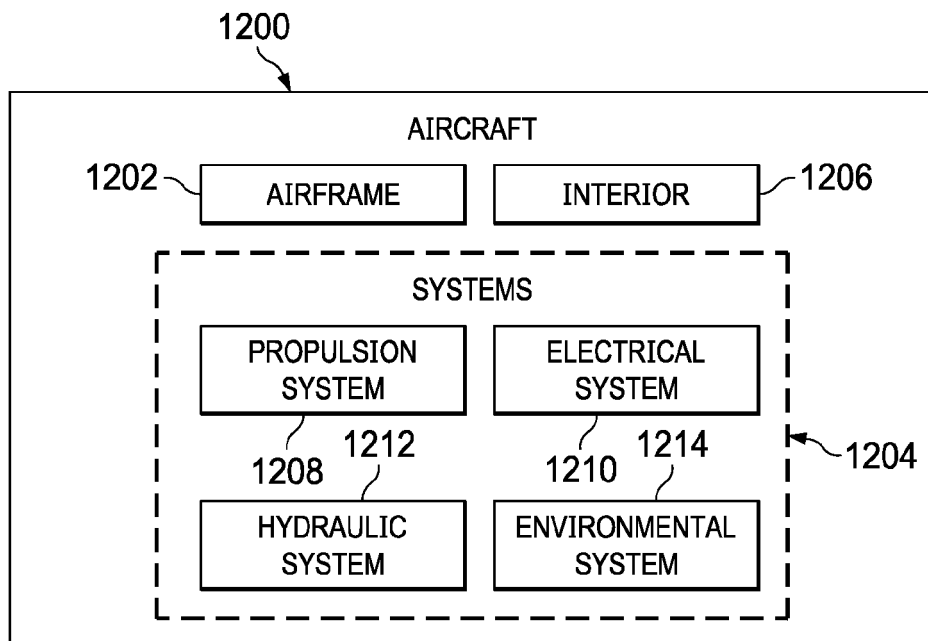 1200
AIRCRAFT
1202
AIRFRAME
INTERIOR
1206
SYSTEMS
PROPULSION
SYSTEM
ELECTRICAL
SYSTEM
1208
1212
1210
1214
1204
HYDRAULIC
SYSTEM
ENVIRONMENTAL
SYSTEM